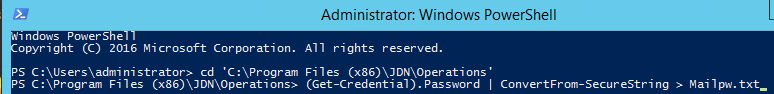 Administrator: Windows PowerShell
Windows PowerShell
Copyright (C) 2016 Microsoft Corporation. All rights reserved.
PS C:\Users\administrator> cd 'C:\Program Files (x86)\JDN\Operations'
PS C:\Program Files (x86)\JDN\Operations> (Get-Credential).Password | ConvertFrom-SecureString > Mailpw.txt